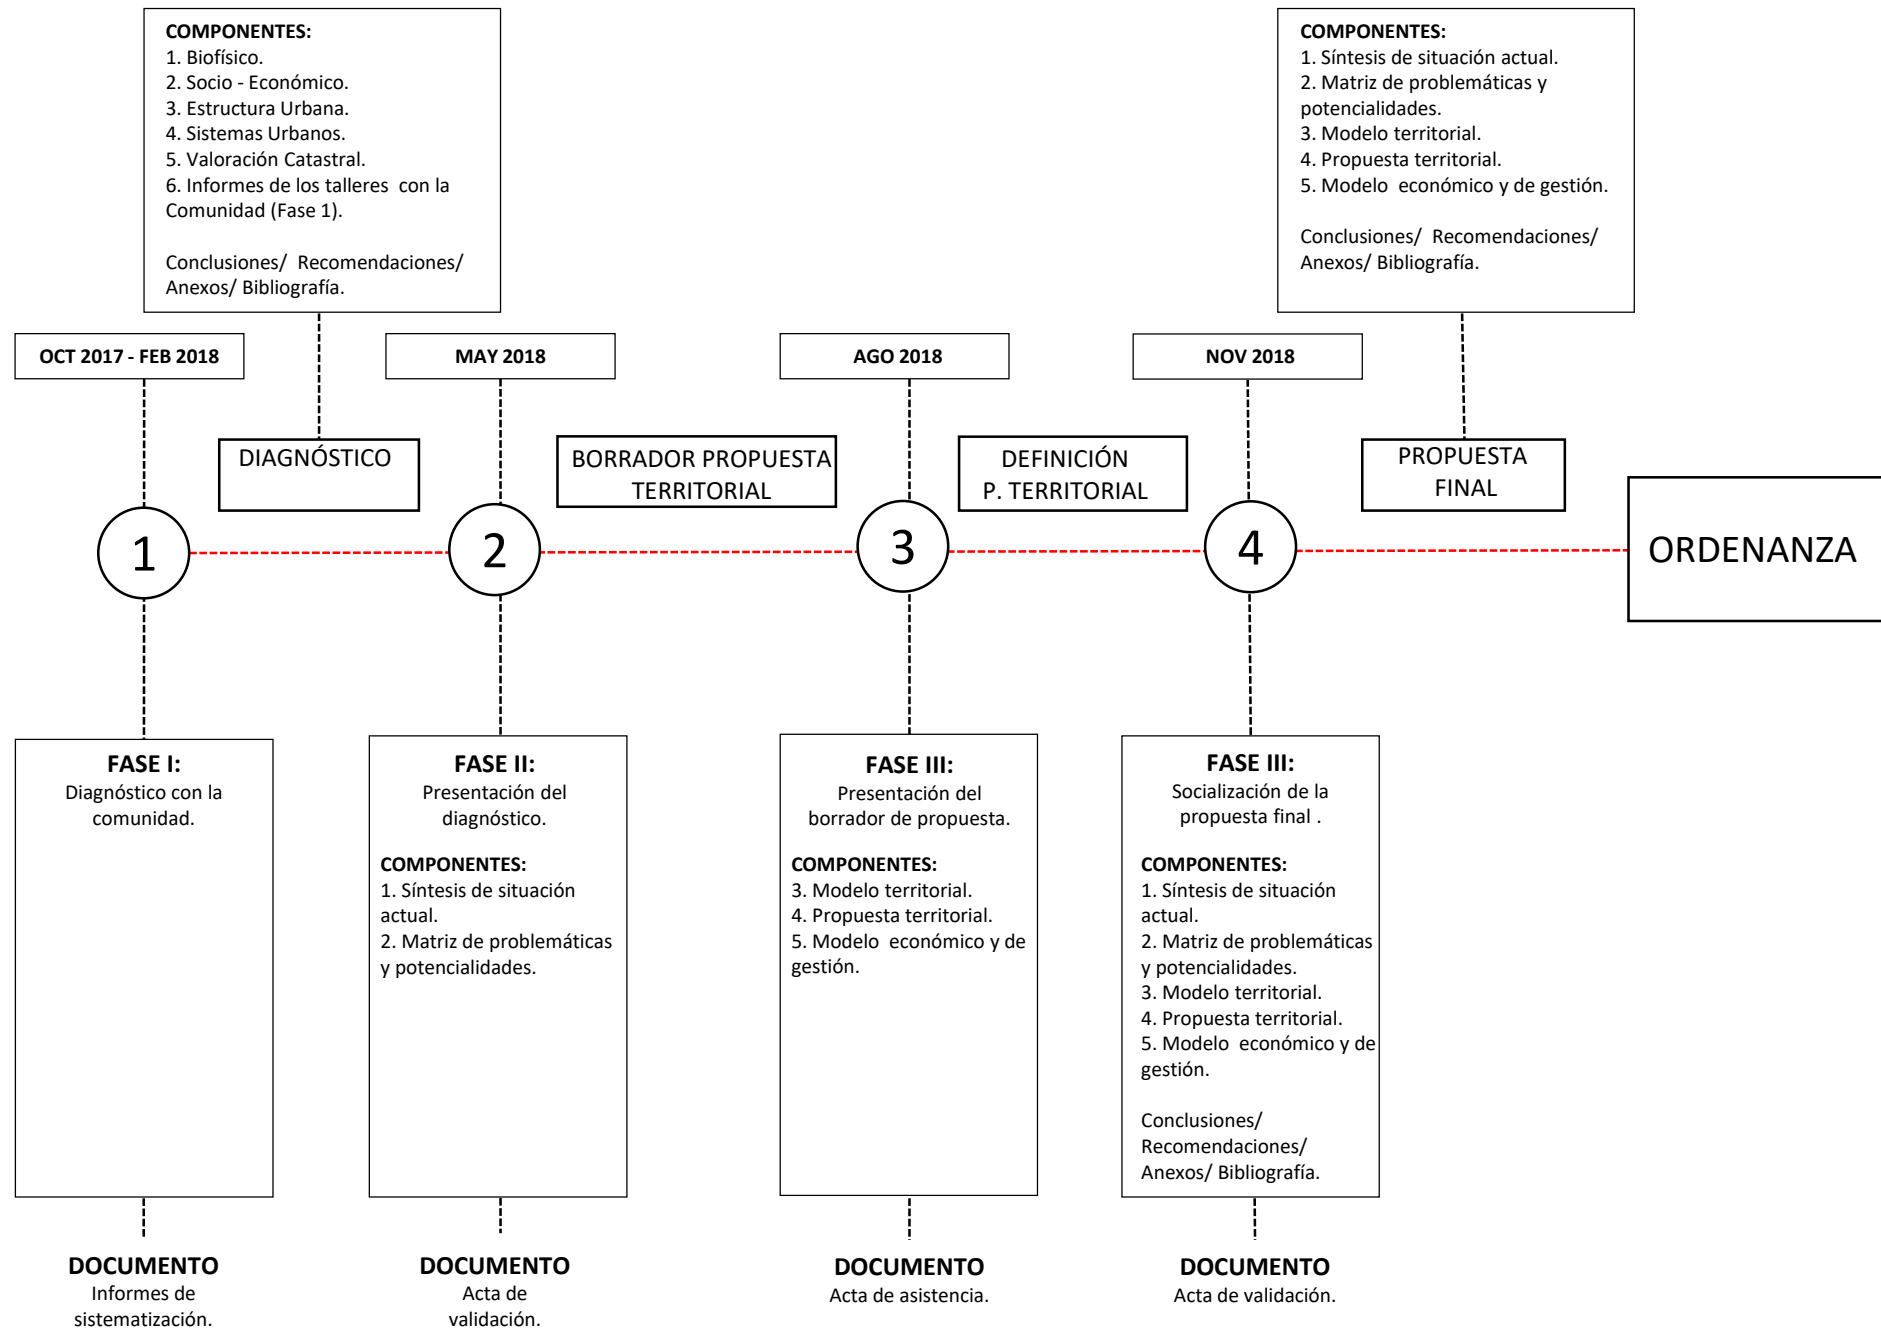 COMPONENTES:
1. Biofísico.
2. Socio - Económico.
3. Estructura Urbana.
4. Sistemas Urbanos.
5. Valoración Catastral.
6. Informes de los talleres  con la
Comunidad (Fase 1).
Conclusiones/  Recomendaciones/
Anexos/ Bibliografía.
COMPONENTES:
1. Síntesis de situación actual.
2. Matriz de problemáticas y
potencialidades.
3. Modelo territorial.
4. Propuesta territorial.
5. Modelo  económico y de gestión.
Conclusiones/  Recomendaciones/
Anexos/ Bibliografía.
OCT 2017 - FEB 2018
MAY 2018
AGO 2018
NOV 2018
DIAGNÓSTICO
BORRADOR PROPUESTA
TERRITORIAL
DEFINICIÓN
P. TERRITORIAL
PROPUESTA
FINAL
1
2
3
4
ORDENANZA
FASE I:
Diagnóstico con la
comunidad.
FASE II:
Presentación del
diagnóstico.
COMPONENTES:
1. Síntesis de situación
actual.
2. Matriz de problemáticas
y potencialidades.
FASE III:
Presentación del
borrador de propuesta.
COMPONENTES:
3. Modelo territorial.
4. Propuesta territorial.
5. Modelo  económico y de
gestión.
FASE III:
Socialización de la
propuesta final .
COMPONENTES:
1. Síntesis de situación
actual.
2. Matriz de problemáticas
y potencialidades.
3. Modelo territorial.
4. Propuesta territorial.
5. Modelo  económico y de
gestión.
Conclusiones/
Recomendaciones/
Anexos/ Bibliografía.
DOCUMENTO
Informes de
sistematización.
DOCUMENTO
Acta de
validación.
DOCUMENTO
Acta de asistencia.
DOCUMENTO
Acta de validación.